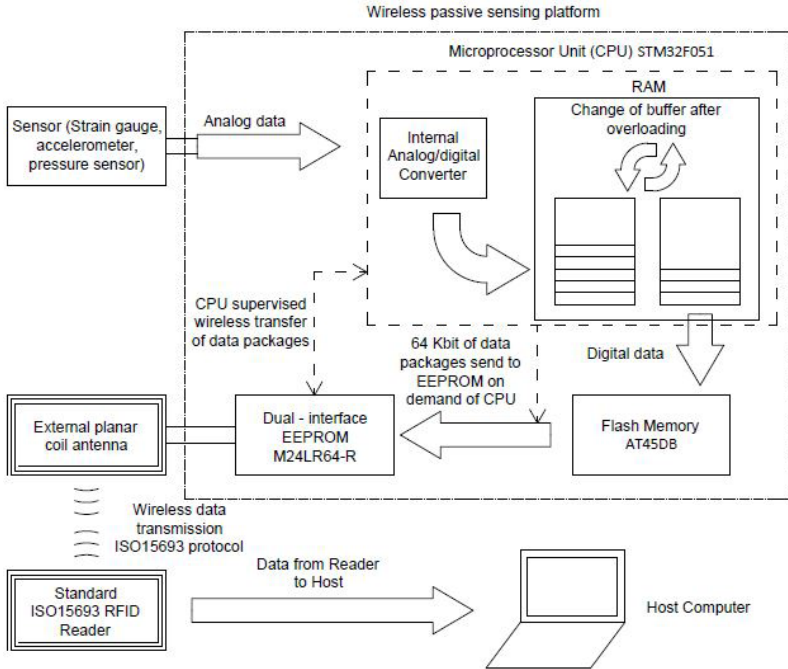 Wireless passive sensing platform
Microprocessor Unit (CPU) STM32F051
RAM
Change of buffer after
overloading
Sensor (Strain gauge,
accelerometer,
pressure sensor)
Analog data
Internal
Analog/digital
Converter
CPU supervised
wireless transfer
of data packages
64 Kbit of data
packages send to
EEPROM on
demand of CPU
Digital data
External planar
coil antenna
Dual - interface
EEPROM
M24LR64-R
Flash Memory
AT45DB
Wireless data
transmission
ISO15693 protocol
Standard
ISO15693 RFID
Reader
Data from Reader
to Host
Host Computer